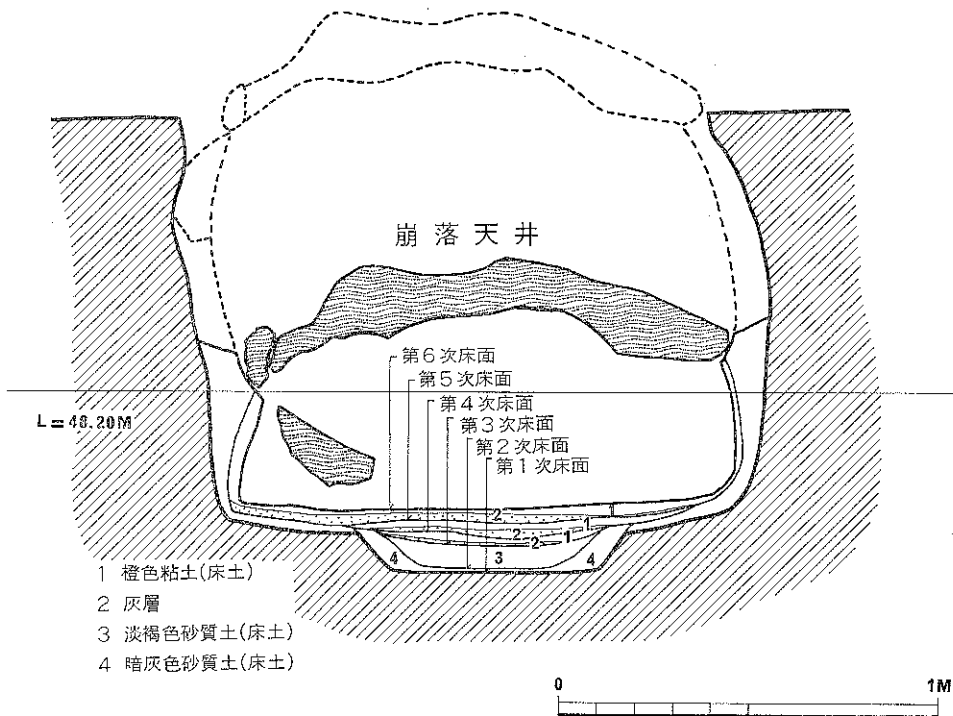 崩落天井
第6次床面
第5次床面
第4次床面
第3次床面
第2次床面
第1次床面
L=48.20M
2
1
2
1
2
3
4
4
1 橙色粘土(床土)
2 灰層
3 淡褐色砂質土(床土)
4 暗灰色砂質土(床土)
0
1M